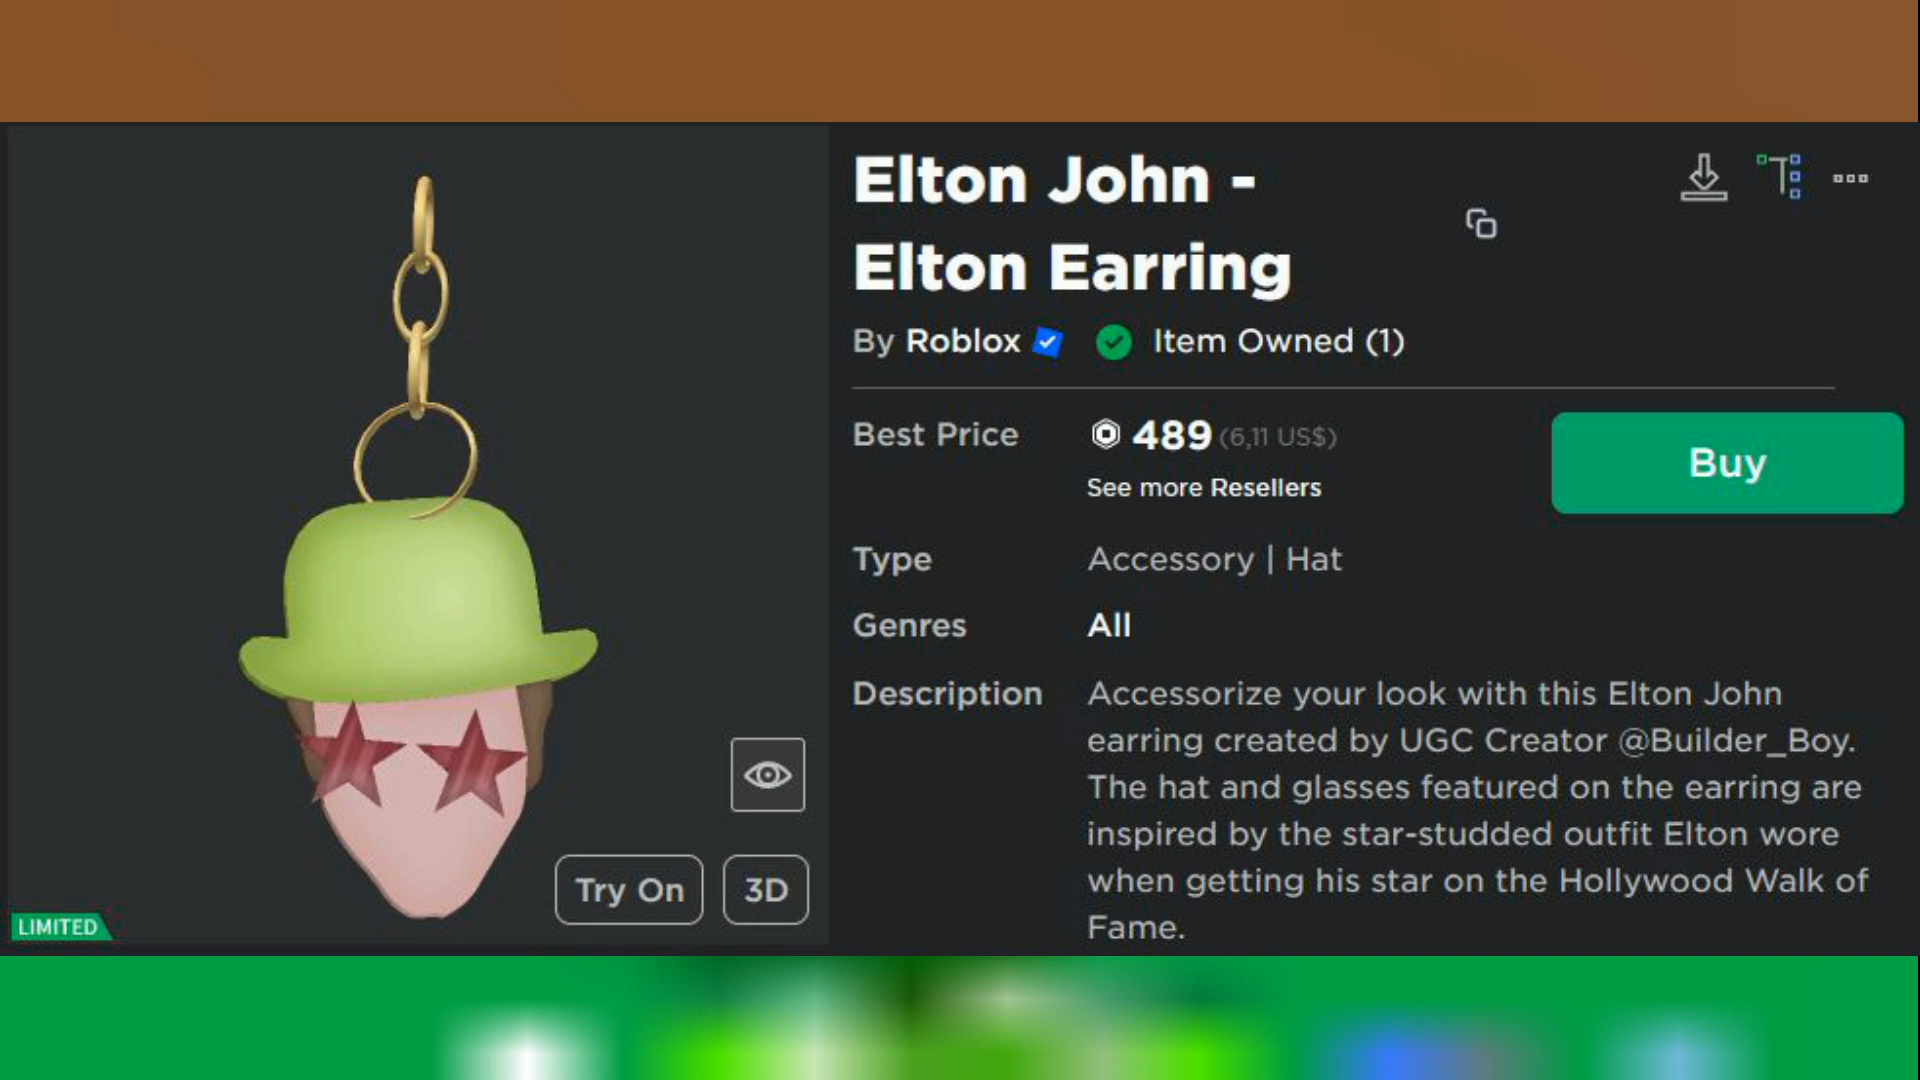 Elton John -
Elton Earring
By Roblox Item Owned (1)
Best Price 489 (6,11 US$)
Buy
See more Resellers
Type Accessory | Hat
Genres All
Description Accessorize your look with this Elton John
earring created by UGC Creator @Builder_Boy.
The hat and glasses featured on the earring are
inspired by the star-studded outfit Elton wore
when getting his star on the Hollywood Walk of
Fame.
Try On
3D
LIMITED